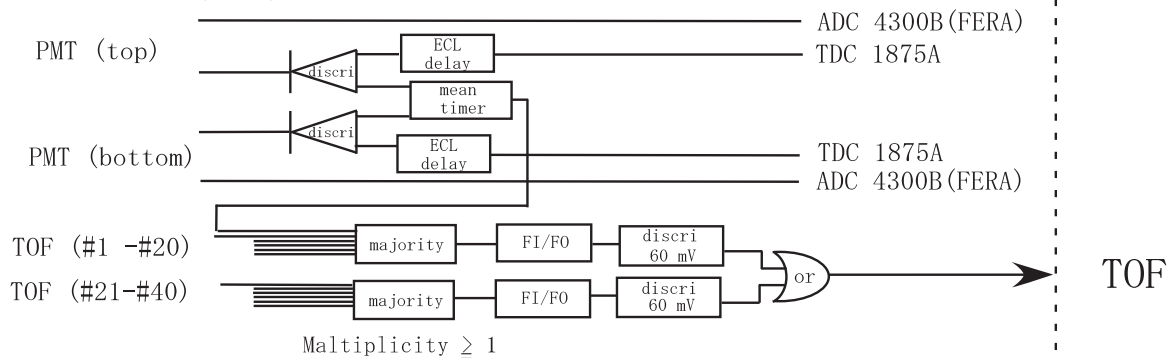 ADC 4300B(FERA)
PMT (top)
ECL
delay
TDC 1875A
discri
mean
timer
discri
PMT (bottom)
ECL
delay
TDC 1875A
ADC 4300B(FERA)
TOF (#1 -#20)
majority
FI/FO
discri
60 mV
or
TOF
TOF (#21-#40)
majority
FI/FO
discri
60 mV
Maltiplicity ≥ 1